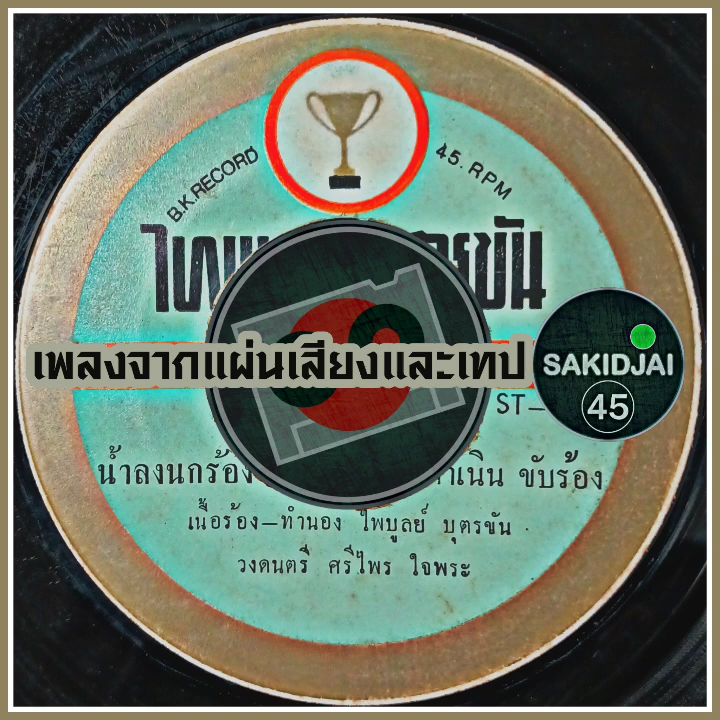 B.K.RECORD
45. RPM
เพลงจากแผ่นเสียงและเทป
SAKIDJAI
45
ST-
น้ำลงนกร้อง ขับร้อง
เนื้อร้อง-ทำนอง ไพบูลย์ บุตรขัน
วงดนตรี ศรีไพร ใจพระ